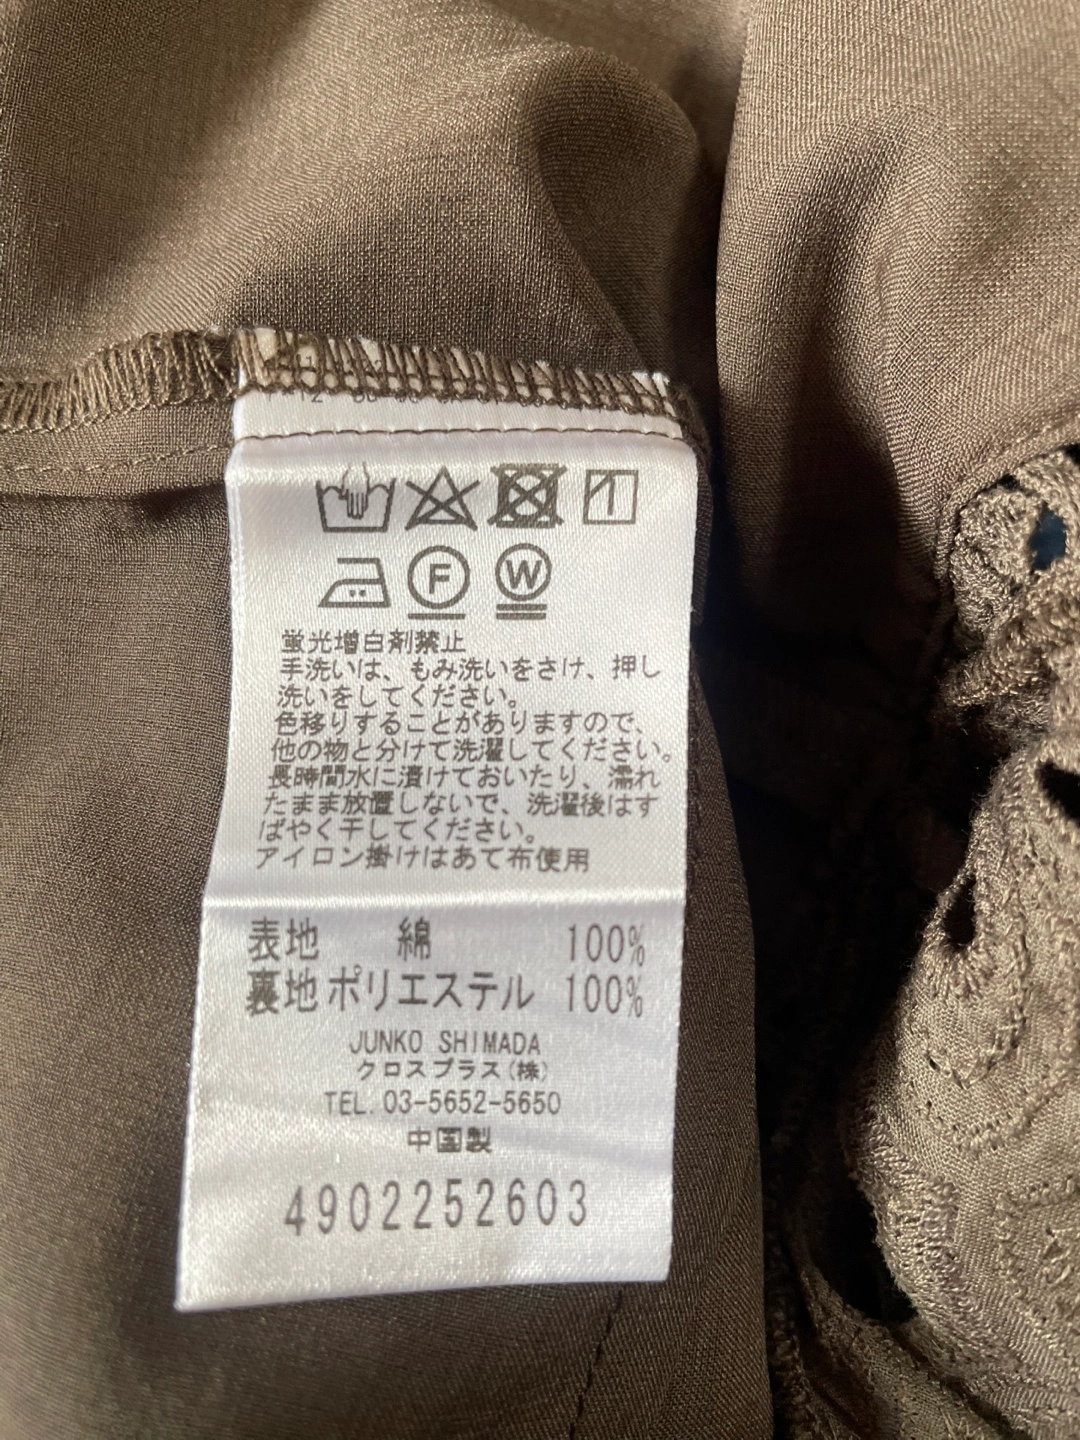 F W
蛍光増白剤禁止
手洗いは、もみ洗いをさけ、押し
洗いをしてください。
色移りすることがありますので、
他の物と分けて洗濯してください。
長時間水に漬けておいたり、濡れ
たまま放置しないで、洗濯後はす
ばやく干してください。
アイロン掛けはあて布使用
表地 綿 100%
裏地 ポリエステル 100%
JUNKO SHIMADA
クロスプラス(株)
TEL. 03-5652-5650
中国製
4902252603